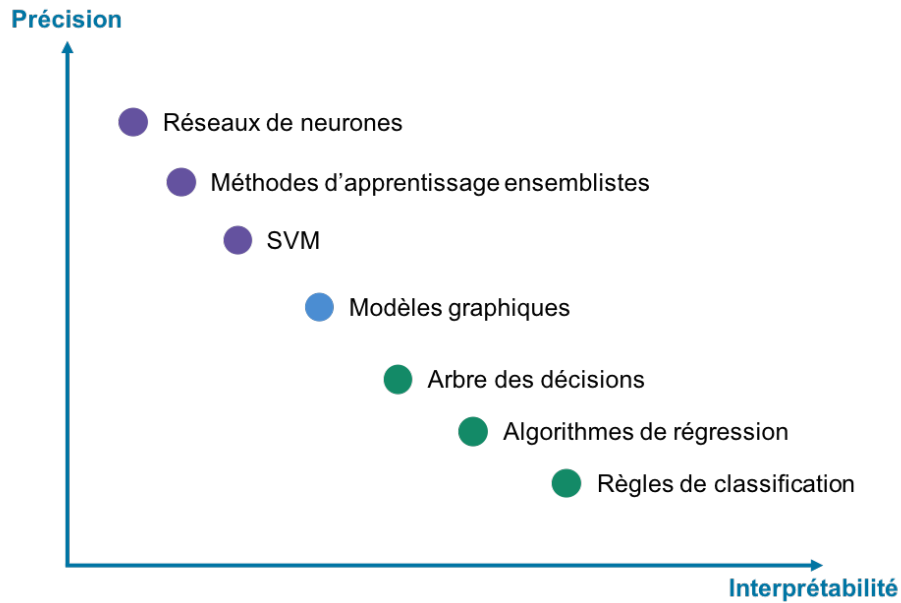 Précision
Réseaux de neurones
Méthodes d'apprentissage ensemblistes
SVM
Modèles graphiques
Arbre des décisions
Algorithmes de régression
Règles de classification
Interprétabilité